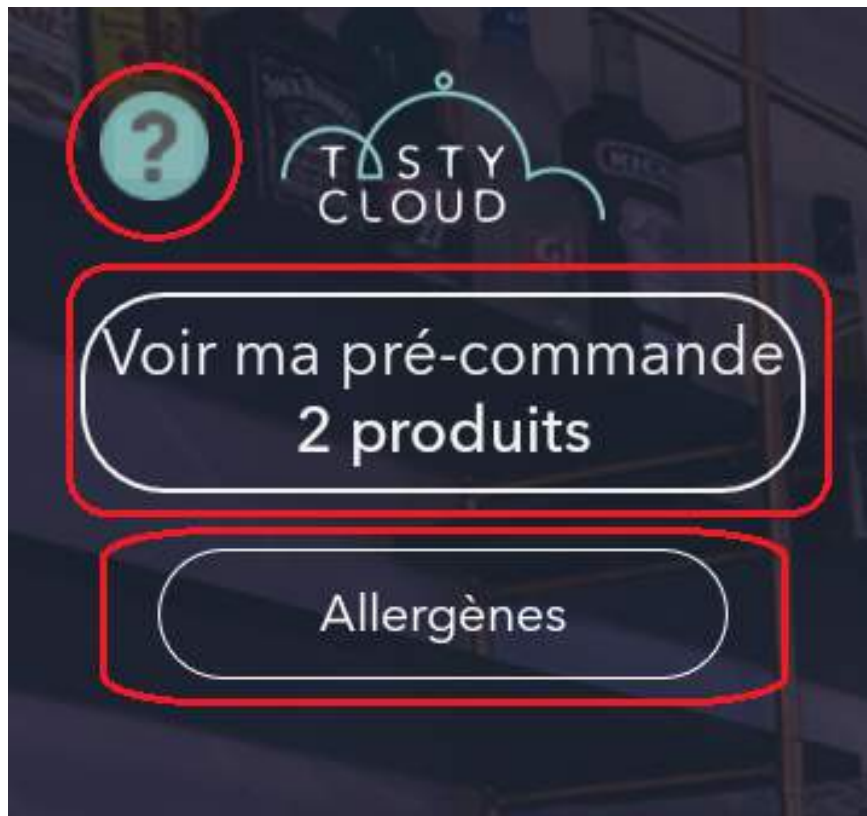 ?
TASTY
CLOUD
Voir ma pré-commande
2 produits
Allergènes